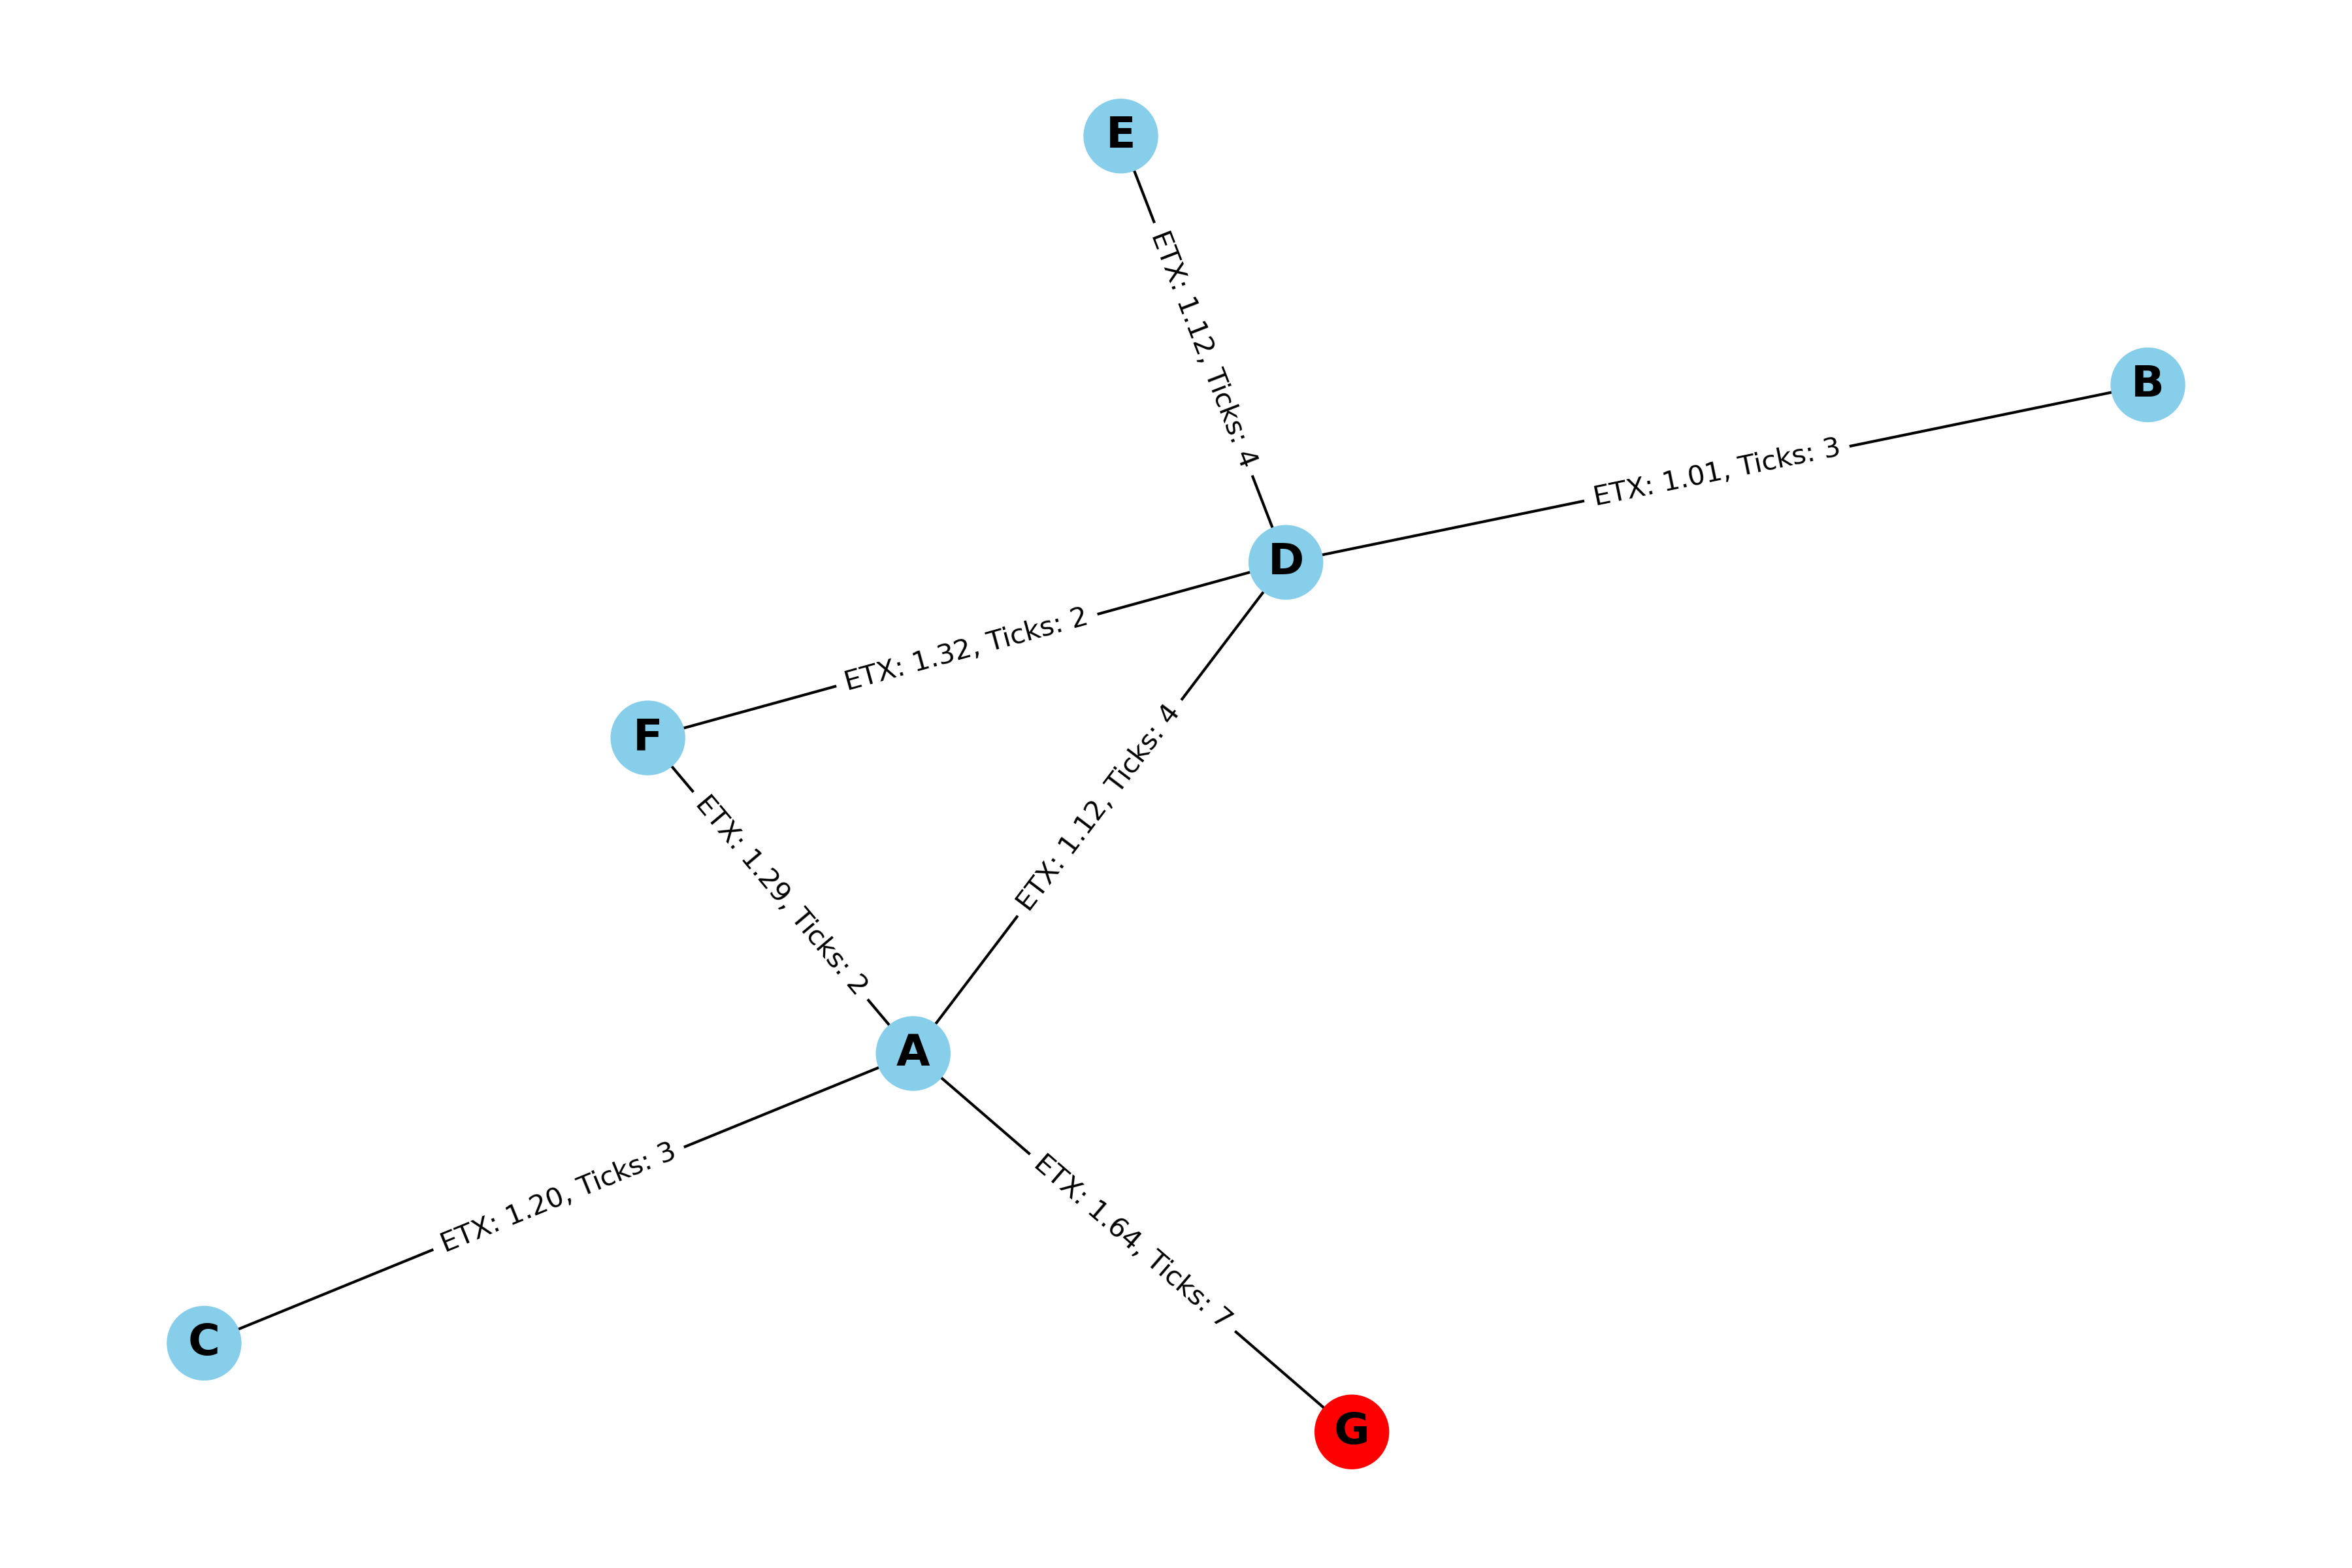 E
ETX: 1.12, Ticks: 4
B
ETX: 1.01, Ticks: 3
D
ETX: 1.32, Ticks: 2
F
ETX: 1.12, Ticks: 4
ETX: 1.29, Ticks: 2
A
ETX: 1.20, Ticks: 3
ETX: 1.64, Ticks: 7
C
G